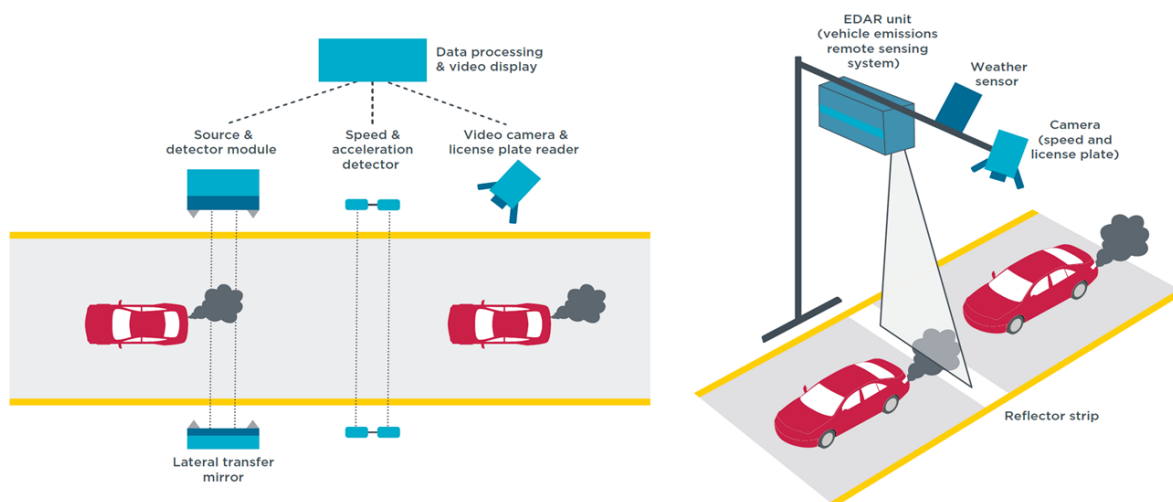 Data processing
& video display
Source &
detector module
Speed &
acceleration
detector
Video camera &
license plate reader
Lateral transfer
mirror
EDAR unit
(vehicle emissions
remote sensing
system)
Weather
sensor
Camera
(speed and
license plate)
Reflector strip